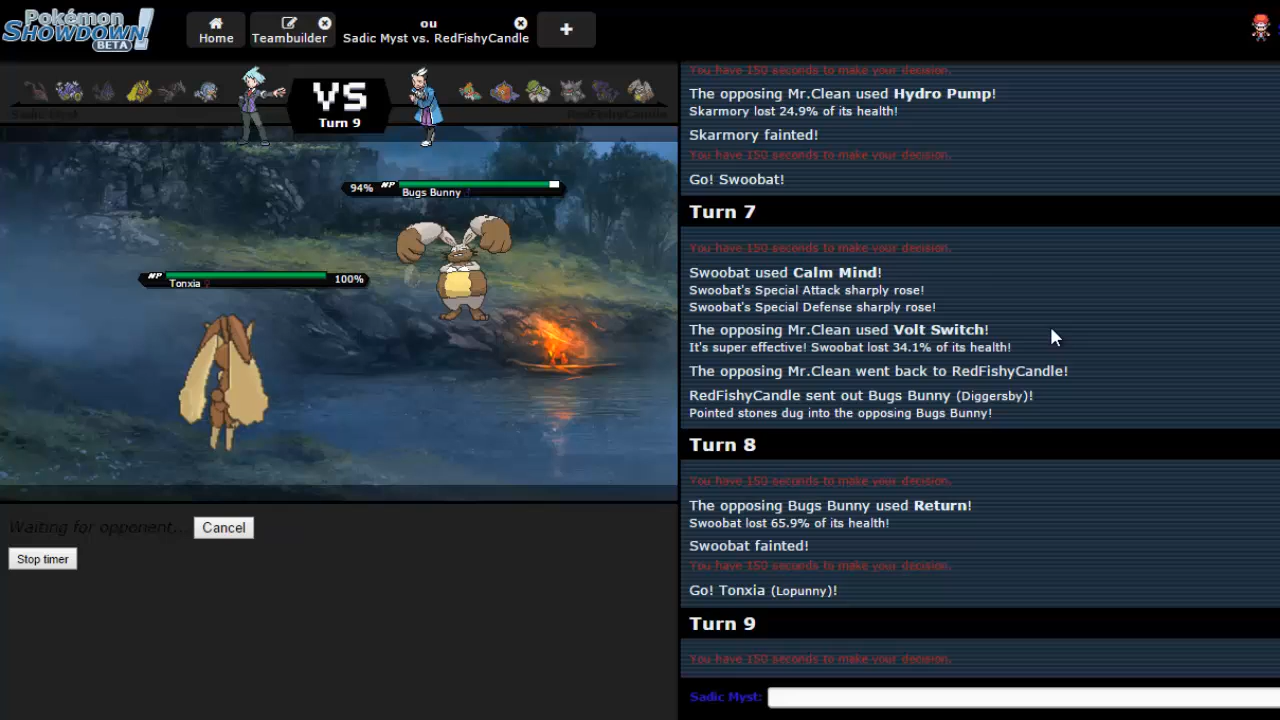 Pokémon
SHOWDOWN!
BETA
Home
Teambuilder
ou
Sadic Myst vs. RedFishyCandle
+
VS
Turn 9
Sadic Myst
RedFishyCandle
94% NP
Bugs Bunny
NP 100%
Tonxia
Waiting for opponent... Cancel
Stop timer
You have 150 seconds to make your decision.
The opposing Mr.Clean used Hydro Pump!
Skarmory lost 24.9% of its health!
Skarmory fainted!
You have 150 seconds to make your decision.
Go! Swoobat!
Turn 7
You have 150 seconds to make your decision.
Swoobat used Calm Mind!
Swoobat's Special Attack sharply rose!
Swoobat's Special Defense sharply rose!
The opposing Mr.Clean used Volt Switch!
It's super effective! Swoobat lost 34.1% of its health!
The opposing Mr.Clean went back to RedFishyCandle!
RedFishyCandle sent out Bugs Bunny (Diggersby)!
Pointed stones dug into the opposing Bugs Bunny!
Turn 8
You have 150 seconds to make your decision.
The opposing Bugs Bunny used Return!
Swoobat lost 65.9% of its health!
Swoobat fainted!
You have 150 seconds to make your decision.
Go! Tonxia (Lopunny)!
Turn 9
You have 150 seconds to make your decision.
Sadic Myst: